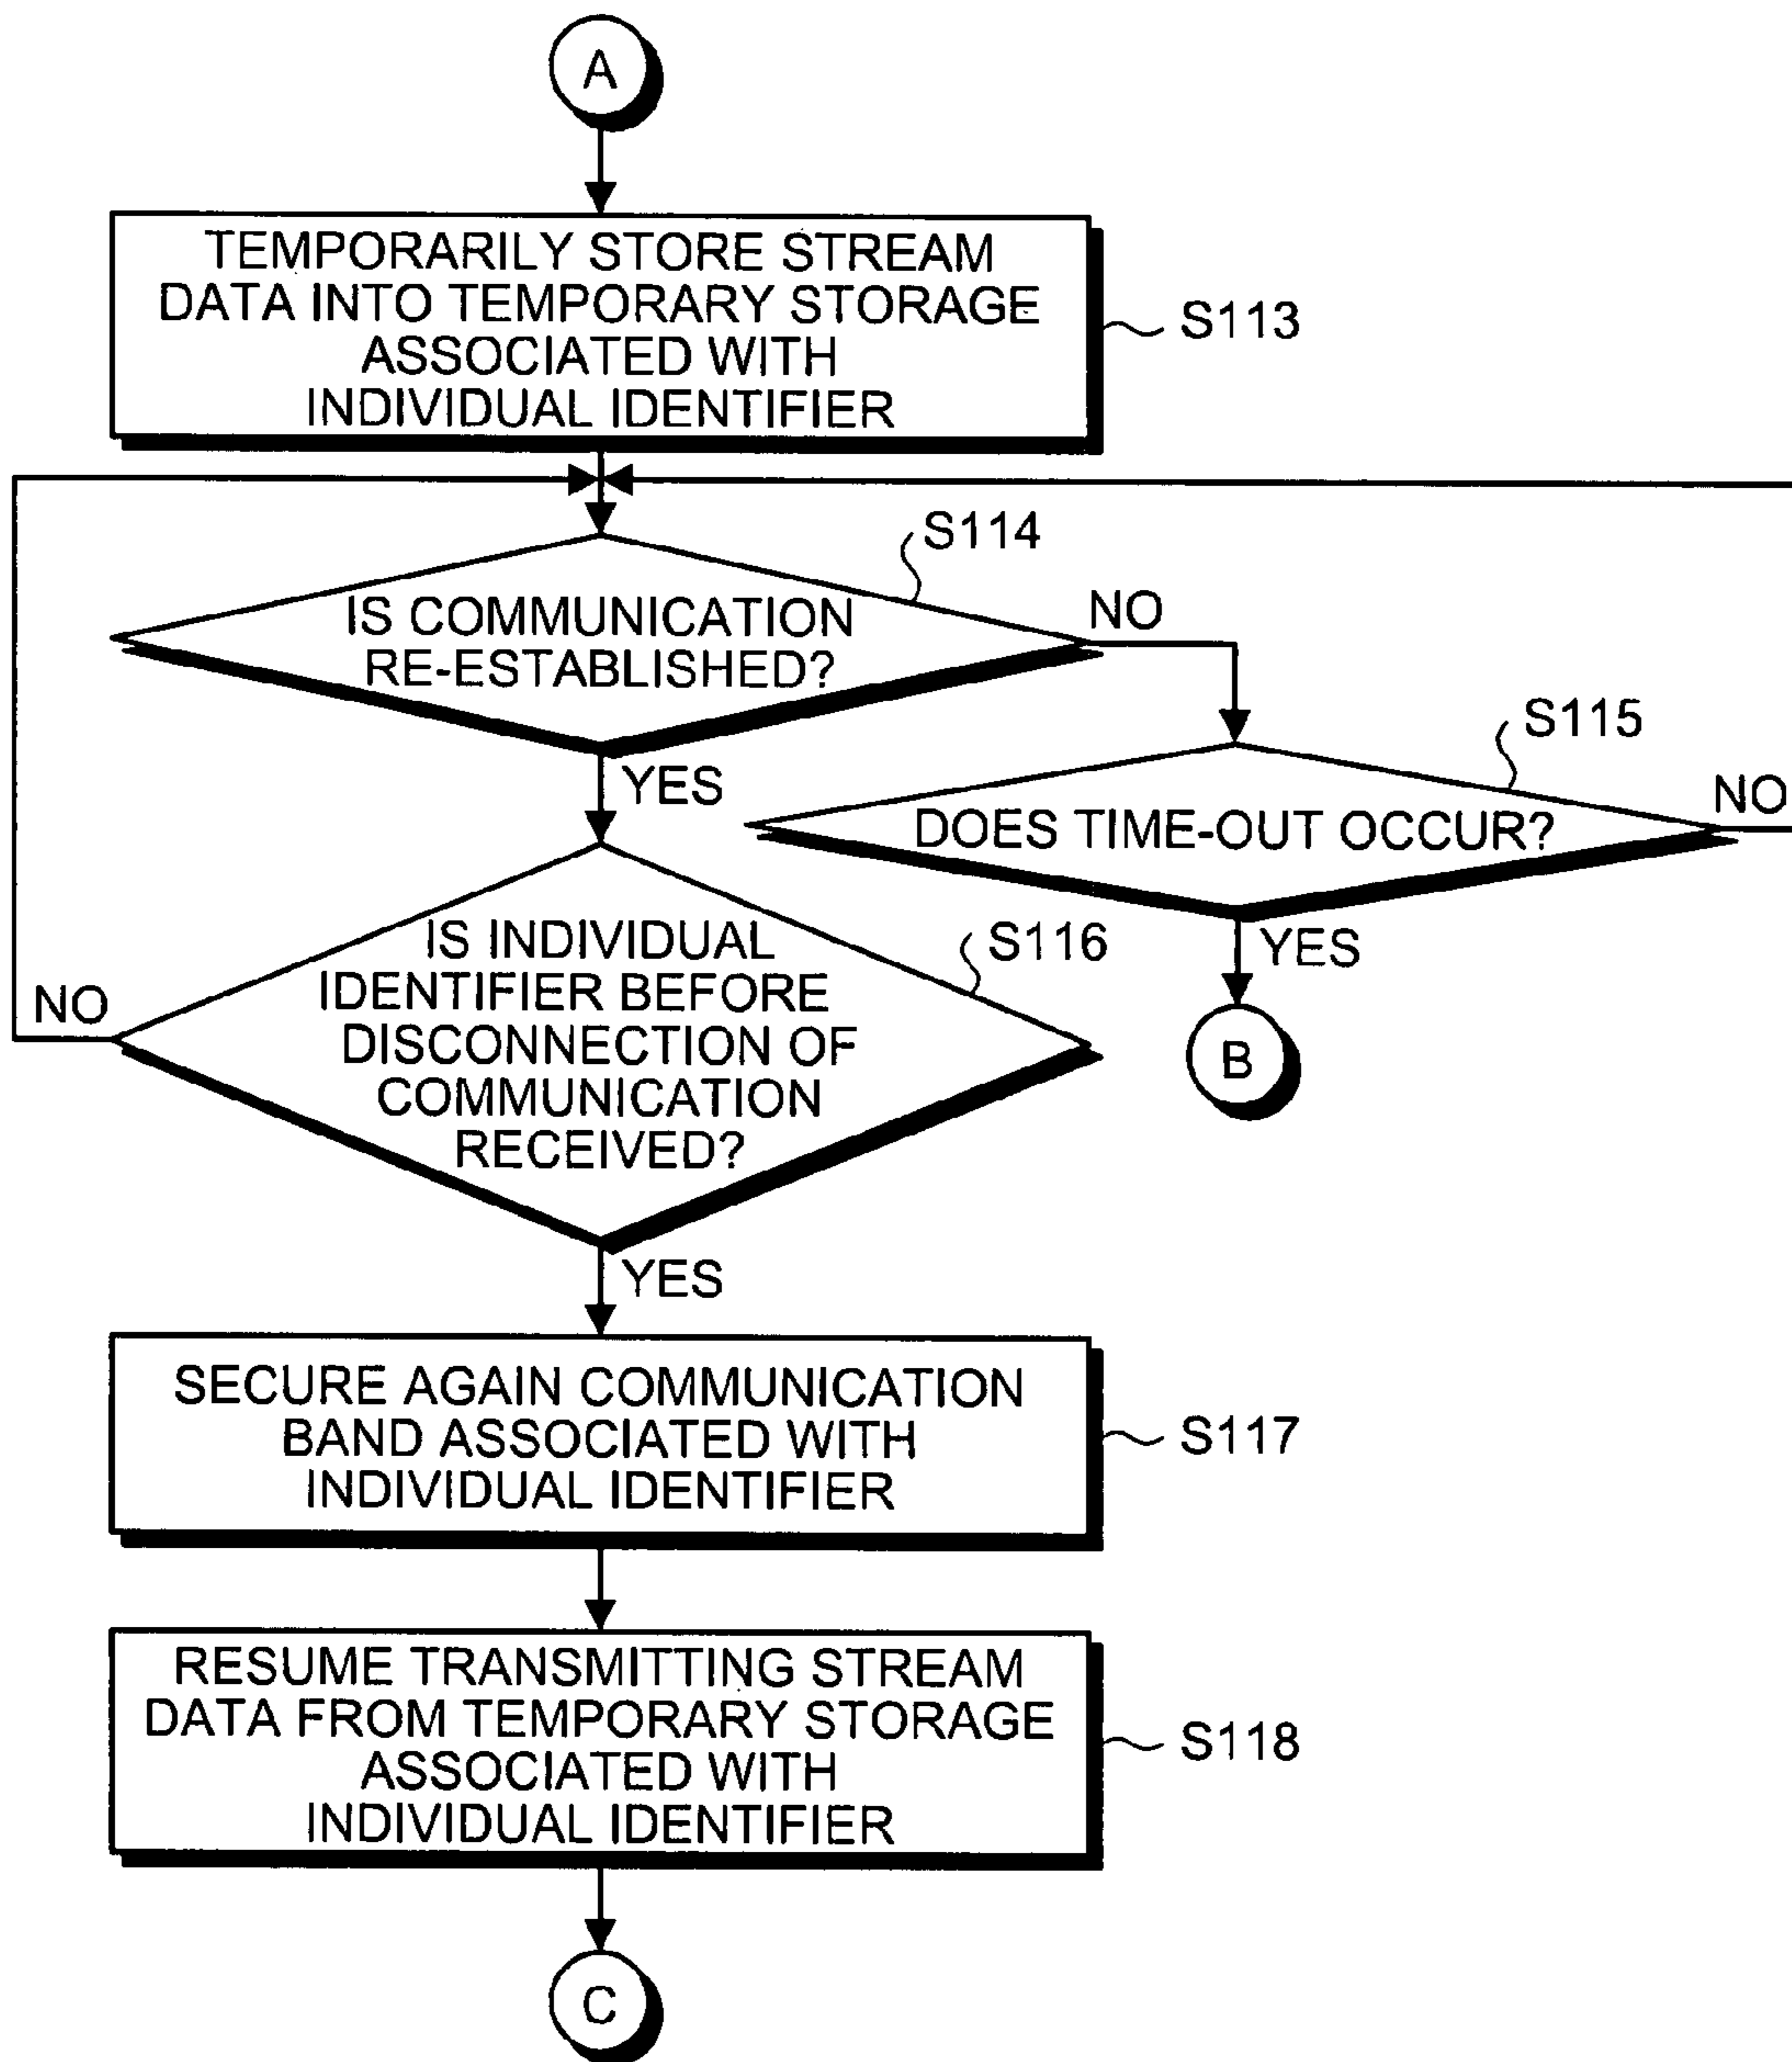 A
TEMPORARILY STORE STREAM
DATA INTO TEMPORARY STORAGE
ASSOCIATED WITH
INDIVIDUAL IDENTIFIER
S113
S114
IS COMMUNICATION
RE-ESTABLISHED?
NO
YES
S115
DOES TIME-OUT OCCUR?
NO
YES
B
S116
IS INDIVIDUAL
IDENTIFIER BEFORE
DISCONNECTION OF
COMMUNICATION
RECEIVED?
NO
YES
SECURE AGAIN COMMUNICATION
BAND ASSOCIATED WITH
INDIVIDUAL IDENTIFIER
S117
RESUME TRANSMITTING STREAM
DATA FROM TEMPORARY STORAGE
ASSOCIATED WITH
INDIVIDUAL IDENTIFIER
S118
C